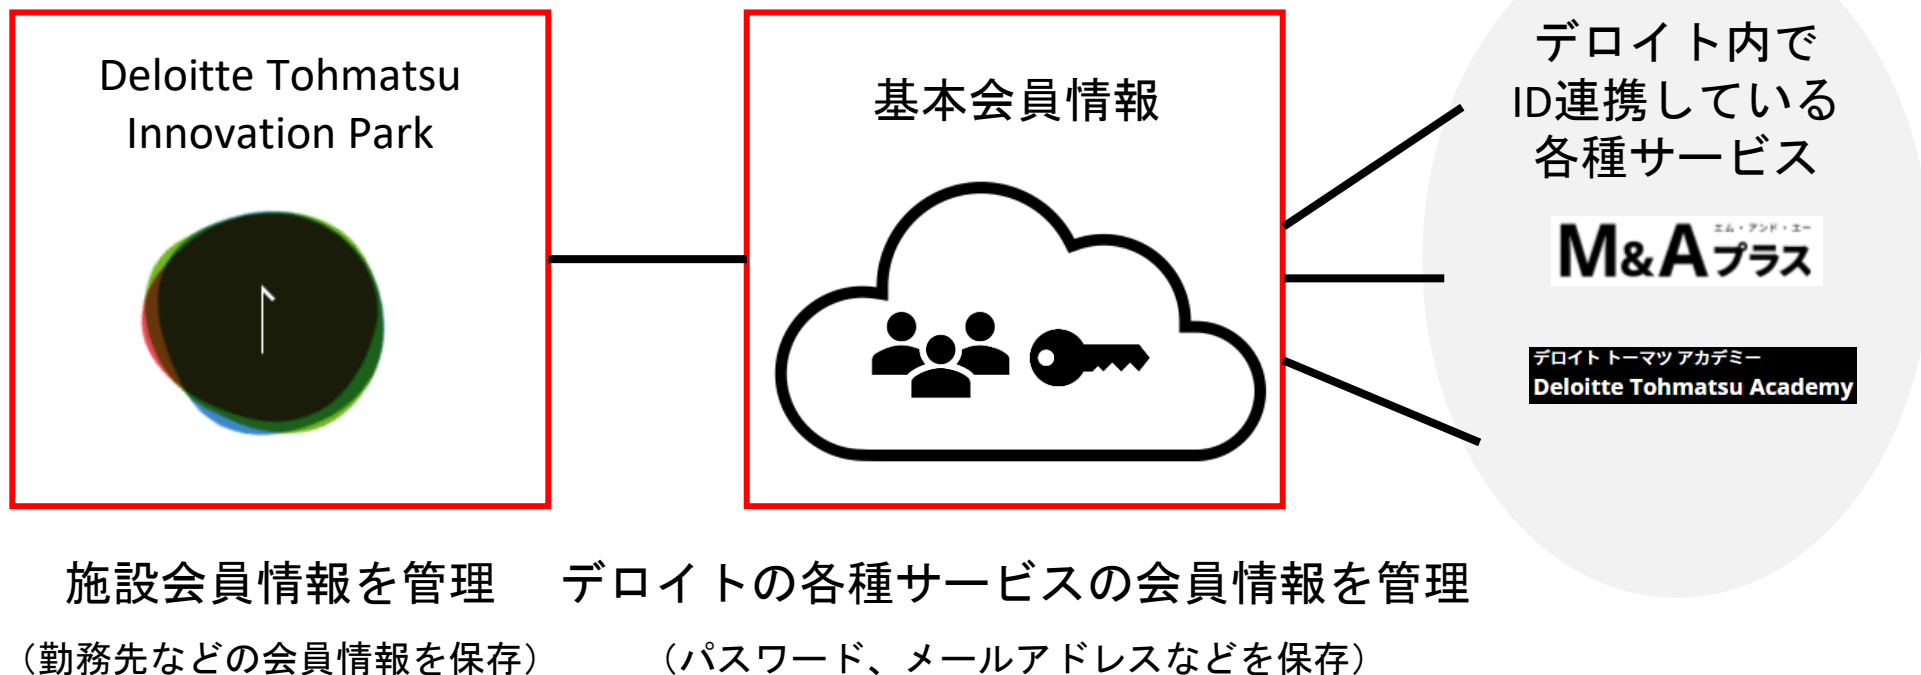 Deloitte Tohmatsu
Innovation Park
基本会員情報
デロイト内で
ID連携している
各種サービス
エム・アンド・エー
M&Aプラス
デロイト トーマツ アカデミー
Deloitte Tohmatsu Academy
施設会員情報を管理
（勤務先などの会員情報を保存）
デロイトの各種サービスの会員情報を管理
（パスワード、メールアドレスなどを保存）